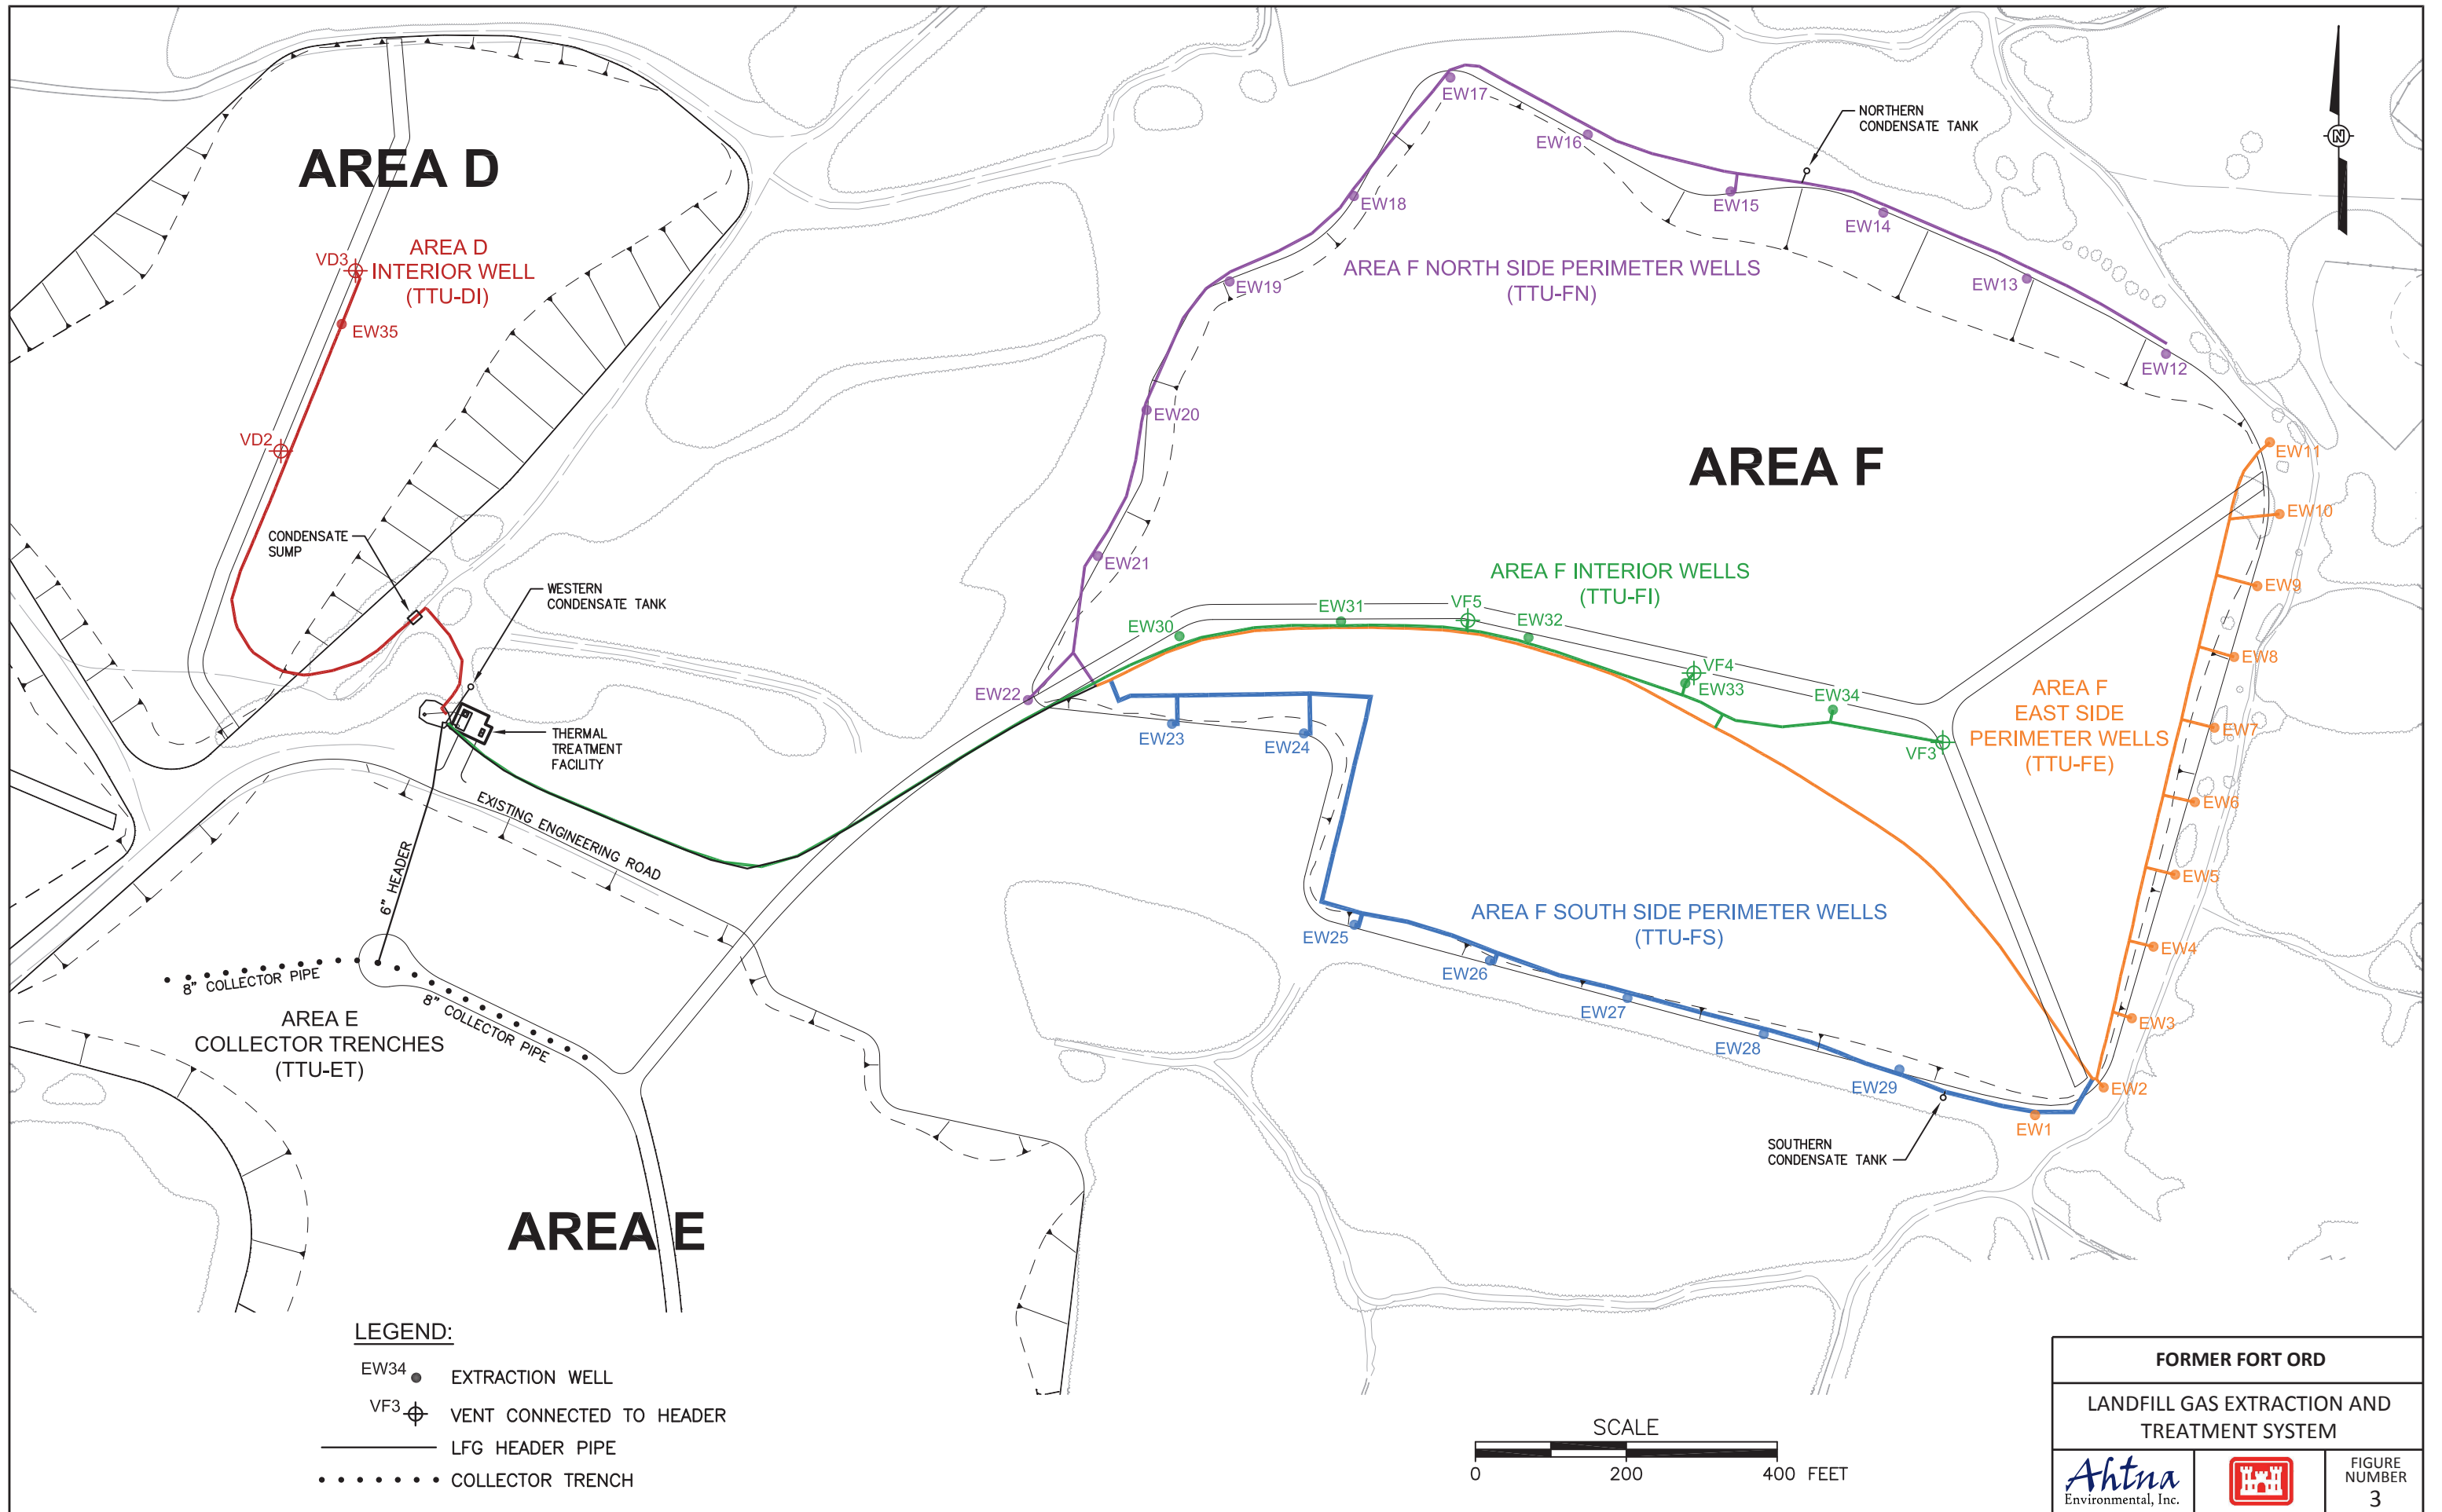 AREA D
AREA D
INTERIOR WELL
(TTU-DI)
VD3
EW35
VD2
CONDENSATE
SUMP
WESTERN
CONDENSATE TANK
THERMAL
TREATMENT
FACILITY
EXISTING ENGINEERING ROAD
6" HEADER
8" COLLECTOR PIPE
8" COLLECTOR PIPE
AREA E
COLLECTOR TRENCHES
(TTU-ET)
AREA E
EW17
EW16
NORTHERN
CONDENSATE TANK
EW18
EW15
EW14
AREA F NORTH SIDE PERIMETER WELLS
(TTU-FN)
EW19
EW13
EW12
EW20
EW21
EW22
AREA F
N
EW11
EW10
EW9
EW8
EW7
EW6
EW5
EW4
EW3
EW2
EW1
AREA F INTERIOR WELLS
(TTU-FI)
EW30
EW31
VF5
EW32
VF4
EW33
EW34
VF3
AREA F
EAST SIDE
PERIMETER WELLS
(TTU-FE)
EW23
EW24
AREA F SOUTH SIDE PERIMETER WELLS
(TTU-FS)
EW25
EW26
EW27
EW28
EW29
SOUTHERN
CONDENSATE TANK
LEGEND:
EW34 EXTRACTION WELL
VF3 VENT CONNECTED TO HEADER
LFG HEADER PIPE
COLLECTOR TRENCH
SCALE
0 200 400 FEET
FORMER FORT ORD
LANDFILL GAS EXTRACTION AND
TREATMENT SYSTEM
Ahtna
Environmental, Inc.
FIGURE
NUMBER
3